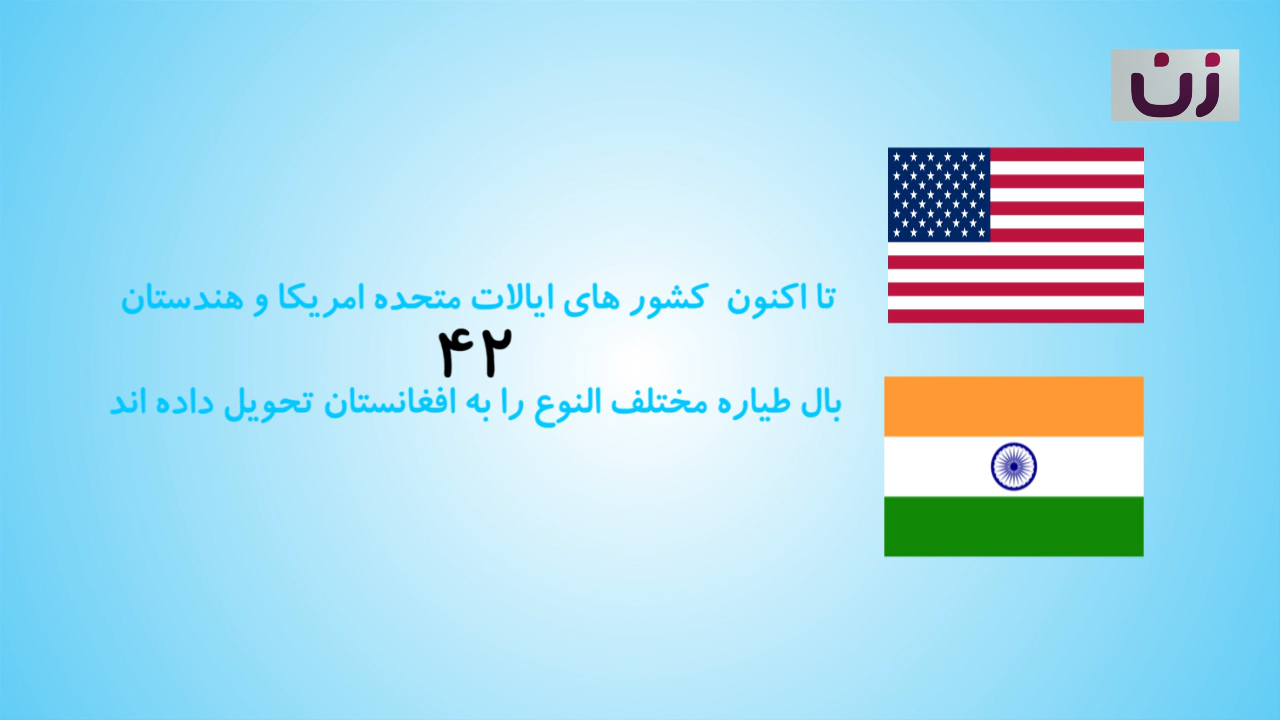 زن
تا اکنون کشور های ایالات متحده امریکا و هندستان
۴۲
بال طیاره مختلف النوع را به افغانستان تحویل داده اند